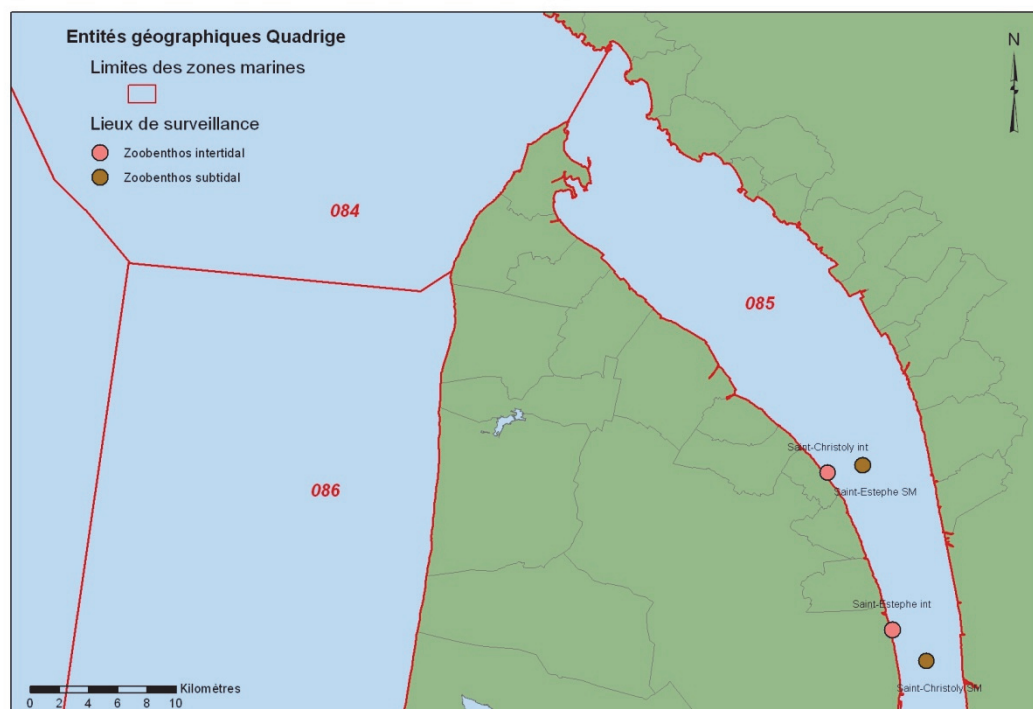 Entités géographiques Quadrige
Limites des zones marines
Lieux de surveillance
Zoobenthos intertidal
Zoobenthos subtidal
N
084
085
086
Saint-Christoly int
Saint-Estephe SM
Saint-Estephe int
Saint-Christoly SM
Kilomètres
0 2 4 6 8 10